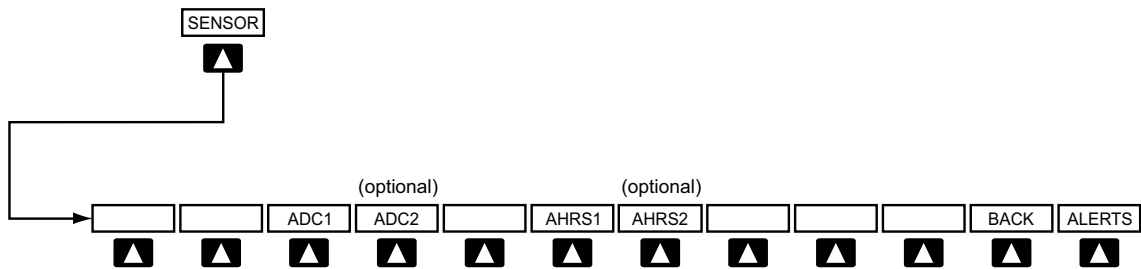 SENSOR
(optional) (optional)
ADC1 ADC2 AHRS1 AHRS2 BACK ALERTS